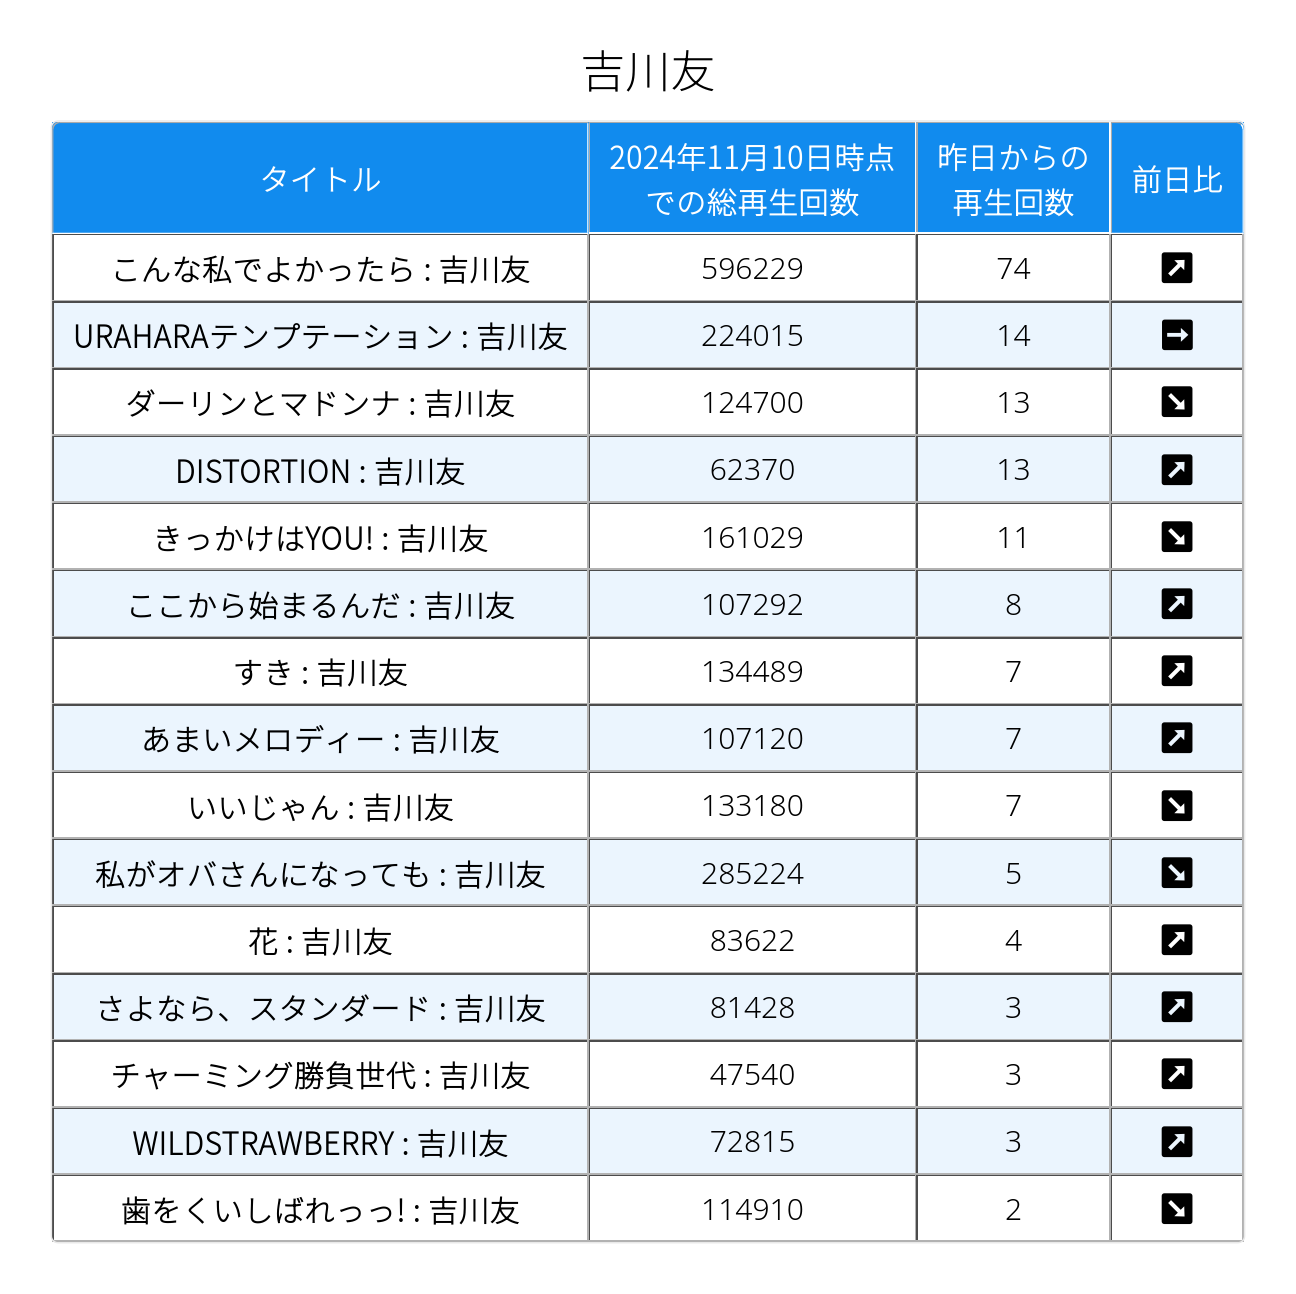 吉川友
タイトル 2024年11月10日時点での総再生回数 昨日からの再生回数 前日比
こんな私でよかったら : 吉川友 596229 74 ↗
URAHARAテンプテーション : 吉川友 224015 14 →
ダーリンとマドンナ : 吉川友 124700 13 ↘
DISTORTION : 吉川友 62370 13 ↗
きっかけはYOU! : 吉川友 161029 11 ↘
ここから始まるんだ : 吉川友 107292 8 ↗
すき : 吉川友 134489 7 ↗
あまいメロディー : 吉川友 107120 7 ↗
いいじゃん : 吉川友 133180 7 ↘
私がオバさんになっても : 吉川友 285224 5 ↘
花 : 吉川友 83622 4 ↗
さよなら、スタンダード : 吉川友 81428 3 ↗
チャーミング勝負世代 : 吉川友 47540 3 ↗
WILDSTRAWBERRY : 吉川友 72815 3 ↗
歯をくいしばれっっ! : 吉川友 114910 2 ↘